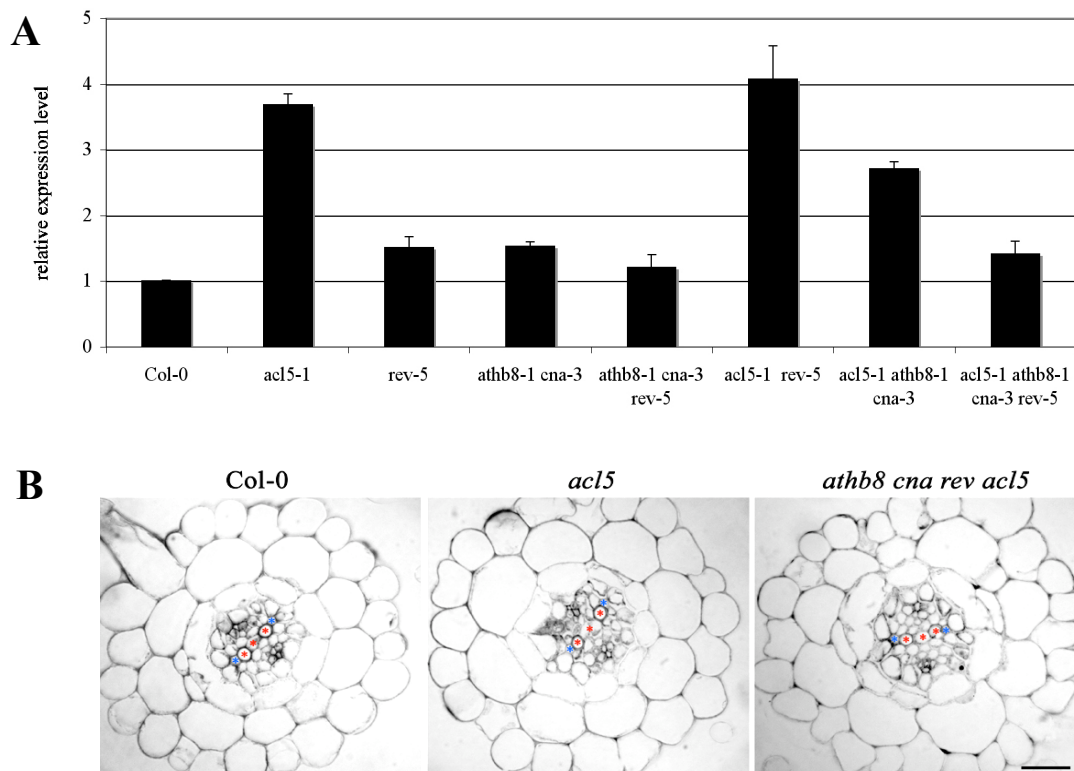 A
5
4
3
2
1
0
relative expression level
Col-0
acl5-1
rev-5
athb8-1 cna-3
athb8-1 cna-3
rev-5
acl5-1 rev-5
acl5-1 athb8-1
cna-3
acl5-1 athb8-1
cna-3 rev-5
B
Col-0
acl5
athb8 cna rev acl5